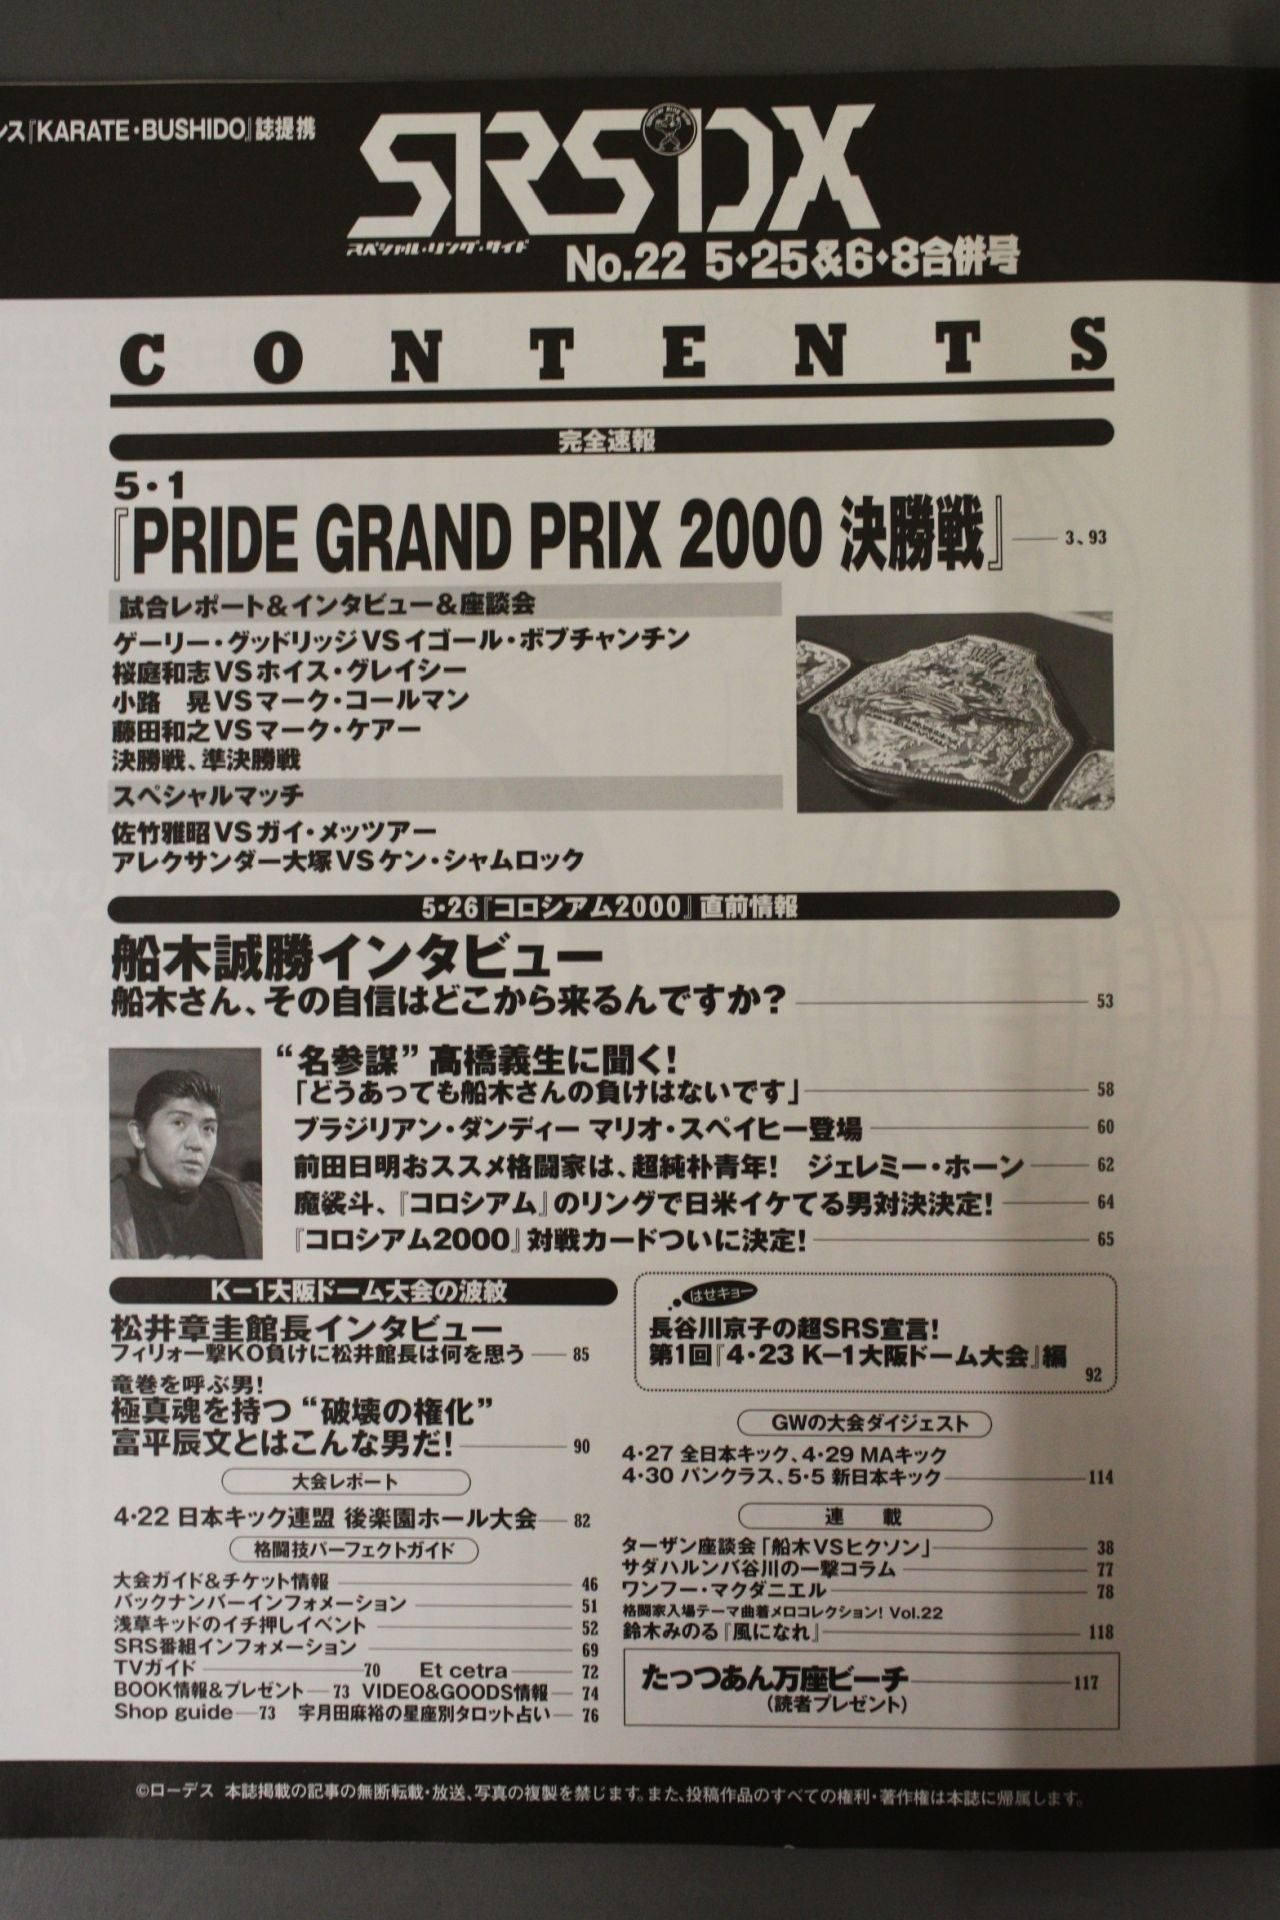 ンス『KARATE・BUSHIDO』誌提携
SRS・DX
スペシャル・リング・サイド
No.22 5・25&6・8合併号
CONTENTS
完全速報
5・1
『PRIDE GRAND PRIX 2000 決勝戦』 3、93
試合レポート&インタビュー&座談会
ゲーリー・グッドリッジVSイゴール・ボブチャンチン
桜庭和志VSホイス・グレイシー
小路 晃VSマーク・コールマン
藤田和之VSマーク・ケアー
決勝戦、準決勝戦
スペシャルマッチ
佐竹雅昭VSガイ・メッツアー
アレクサンダー大塚VSケン・シャムロック
5・26『コロシアム2000』直前情報
船木誠勝インタビュー
船木さん、その自信はどこから来るんですか? 53
“名参謀” 高橋義生に聞く!
「どうあっても船木さんの負けはないです」 58
ブラジリアン・ダンディー マリオ・スペイヒー登場 60
前田日明おススメ格闘家は、超純朴青年! ジェレミー・ホーン 62
魔裟斗、『コロシアム』のリングで日米イケてる男対決決定! 64
『コロシアム2000』対戦カードついに決定! 65
K-1大阪ドーム大会の波紋
松井章圭館長インタビュー
フィリォ一撃KO負けに松井館長は何を思う 85
竜巻を呼ぶ男!
極真魂を持つ “破壊の権化”
富平辰文とはこんな男だ! 90
大会レポート
4・22 日本キック連盟 後楽園ホール大会 82
格闘技パーフェクトガイド
大会ガイド&チケット情報 46
バックナンバーインフォメーション 51
浅草キッドのイチ押しイベント 52
SRS番組インフォメーション 69
TVガイド 70 Et cetra 72
BOOK情報&プレゼント 73 VIDEO&GOODS情報 74
Shop guide 73 宇月田麻裕の星座別タロット占い 76
はせキョー
長谷川京子の超SRS宣言!
第1回『4・23 K-1大阪ドーム大会』編
92
GWの大会ダイジェスト
4・27 全日本キック、4・29 MAキック
4・30 パンクラス、5・5 新日本キック 114
連 載
ターザン座談会「船木VSヒクソン」 38
サダハルンバ谷川の一撃コラム 77
ワンフー・マクダニエル 78
格闘家入場テーマ曲着メロコレクション! Vol.22
鈴木みのる『風になれ』 118
たっつあん万座ビーチ 117
（読者プレゼント）
©ローデス 本誌掲載の記事の無断転載・放送、写真の複製を禁じます。また、投稿作品のすべての権利・著作権は本誌に帰属します。